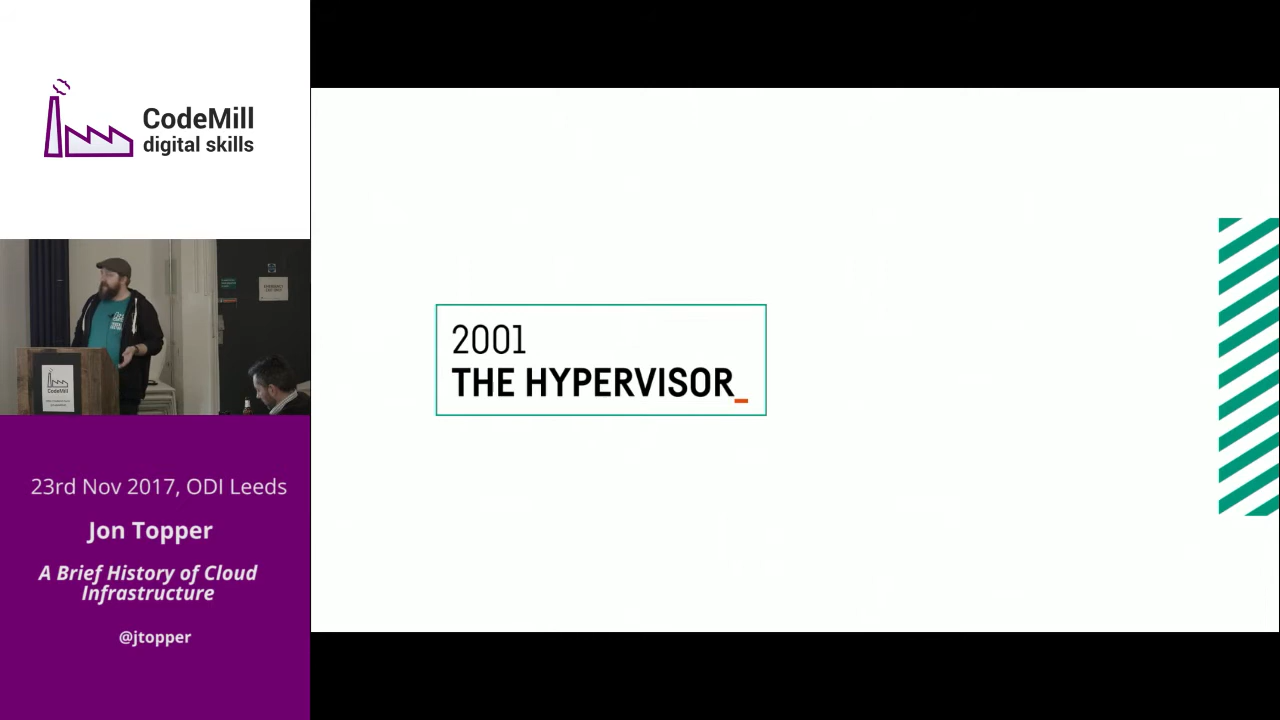 CodeMill
digital skills
CodeMill
23rd Nov 2017, ODI Leeds
Jon Topper
A Brief History of Cloud
Infrastructure
@jtopper
2001
THE HYPERVISOR_